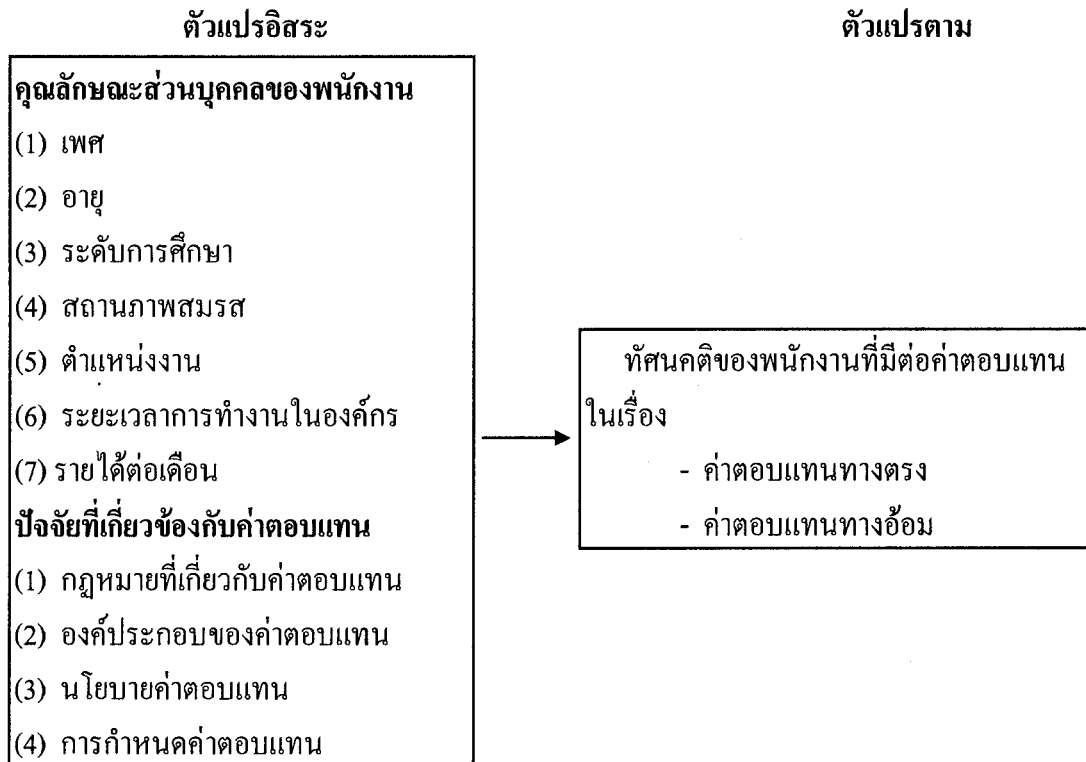 ตัวแปรอิสระ
ตัวแปรตาม
คุณลักษณะส่วนบุคคลของพนักงาน
(1) เพศ
(2) อายุ
(3) ระดับการศึกษา
(4) สถานภาพสมรส
(5) ตำแหน่งงาน
(6) ระยะเวลาการทำงานในองค์กร
(7) รายได้ต่อเดือน
ปัจจัยที่เกี่ยวข้องกับค่าตอบแทน
(1) กฎหมายที่เกี่ยวกับค่าตอบแทน
(2) องค์ประกอบของค่าตอบแทน
(3) นโยบายค่าตอบแทน
(4) การกำหนดค่าตอบแทน
ทัศนคติของพนักงานที่มีต่อค่าตอบแทน
ในเรื่อง
- ค่าตอบแทนทางตรง
- ค่าตอบแทนทางอ้อม